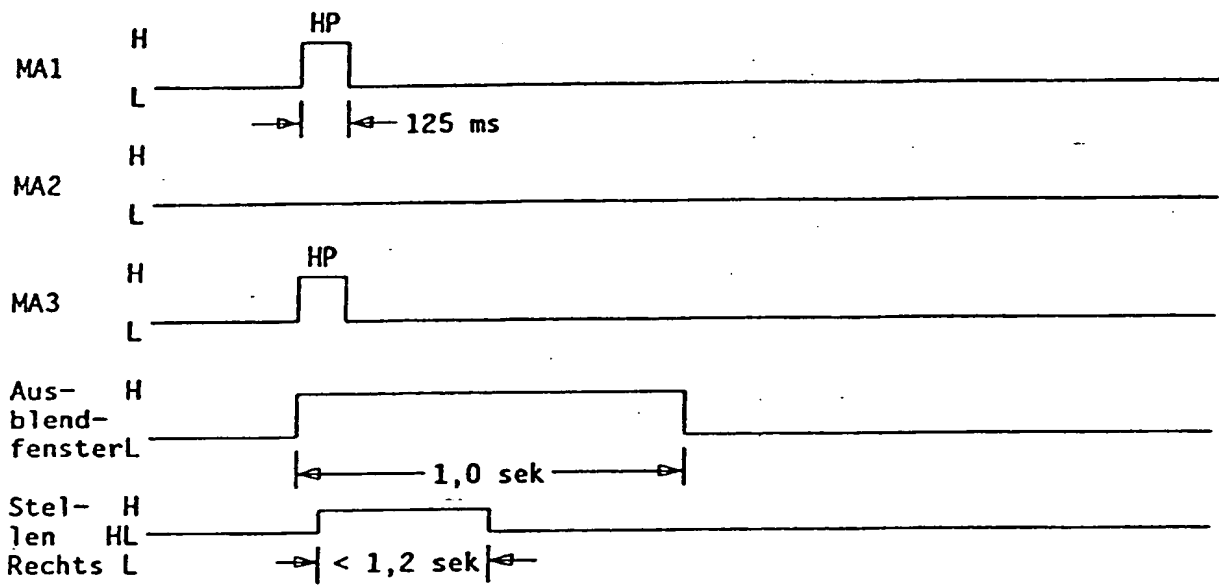 HP
H
MA1
L
125 ms
H
MA2
L
HP
H
MA3
L
Aus- H
blend-
fensterL
1,0 sek
Stel- H
len HL
Rechts L
< 1,2 sek